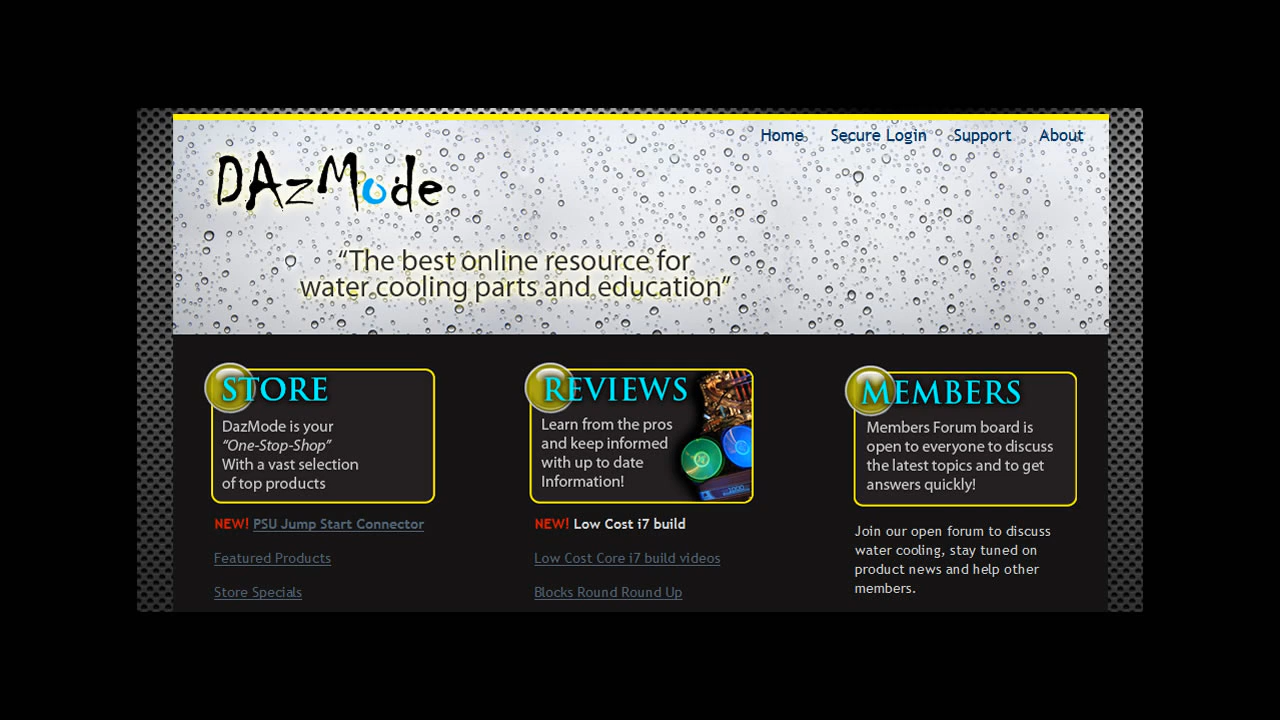 Home Secure Login Support About
DAzMode
“The best online resource for
water cooling parts and education”
STORE
DazMode is your
“One-Stop-Shop”
With a vast selection
of top products
NEW! PSU Jump Start Connector
Featured Products
Store Specials
REVIEWS
Learn from the pros
and keep informed
with up to date
Information!
NEW! Low Cost i7 build
Low Cost Core i7 build videos
Blocks Round Round Up
MEMBERS
Members Forum board is
open to everyone to discuss
the latest topics and to get
answers quickly!
Join our open forum to discuss
water cooling, stay tuned on
product news and help other
members.